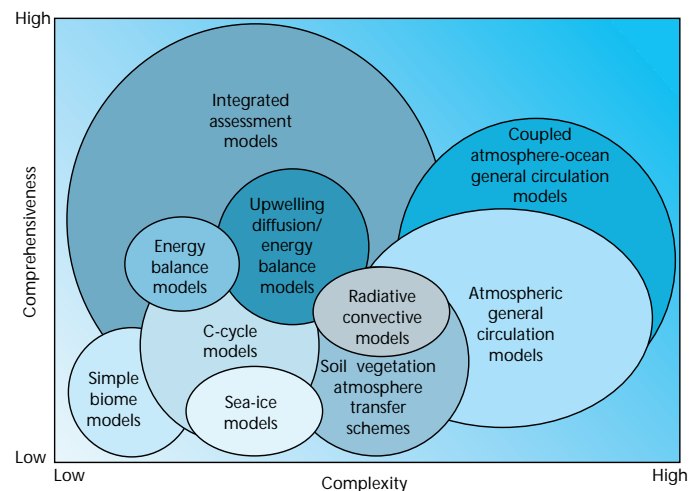 High
Comprehensiveness
Integrated
assessment
models
Coupled
atmosphere-ocean
general circulation
models
Upwelling
diffusion/
energy
balance
models
Energy
balance
models
Radiative
convective
models
Atmospheric
general
circulation
models
C-cycle
models
Soil vegetation
atmosphere
transfer
schemes
Simple
biome
models
Sea-ice
models
Low
Low
Complexity
High